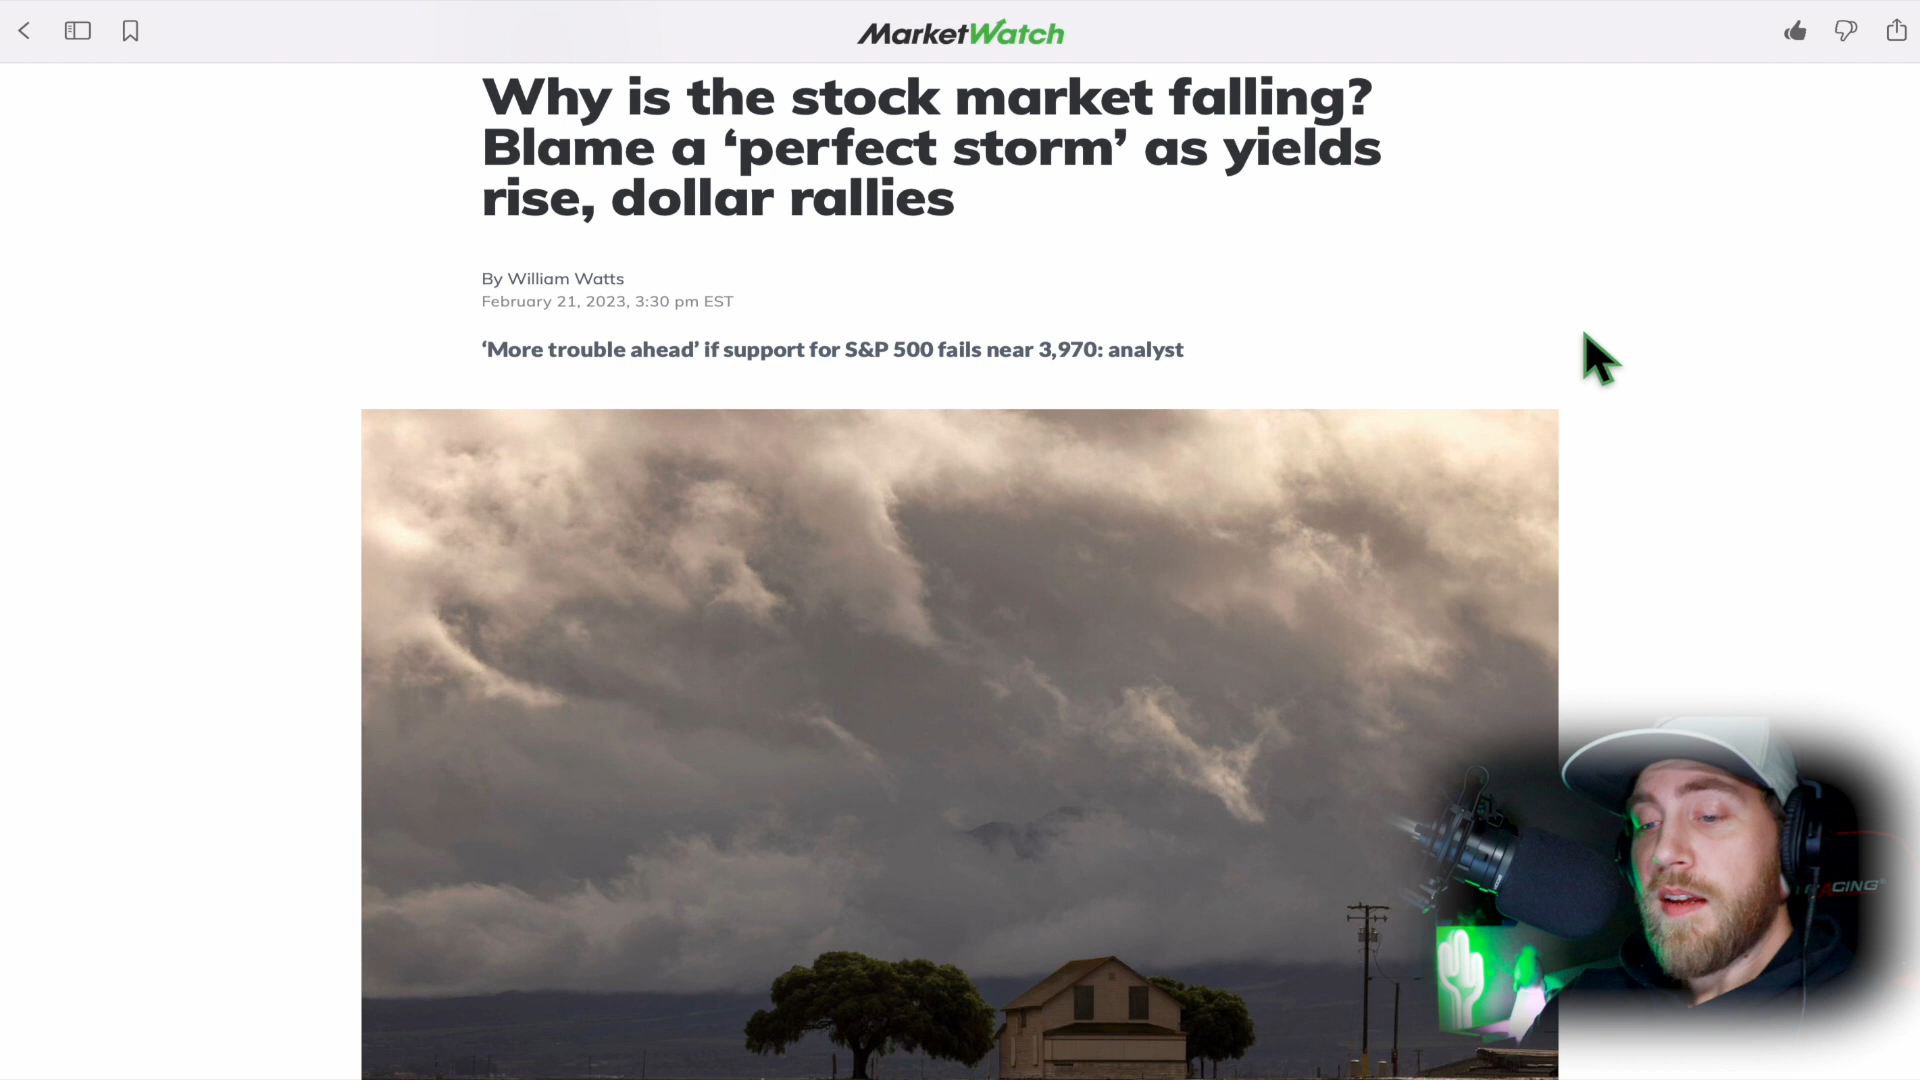 MarketWatch
Why is the stock market falling?
Blame a ‘perfect storm’ as yields
rise, dollar rallies
By William Watts
February 21, 2023, 3:30 pm EST
‘More trouble ahead’ if support for S&P 500 fails near 3,970: analyst